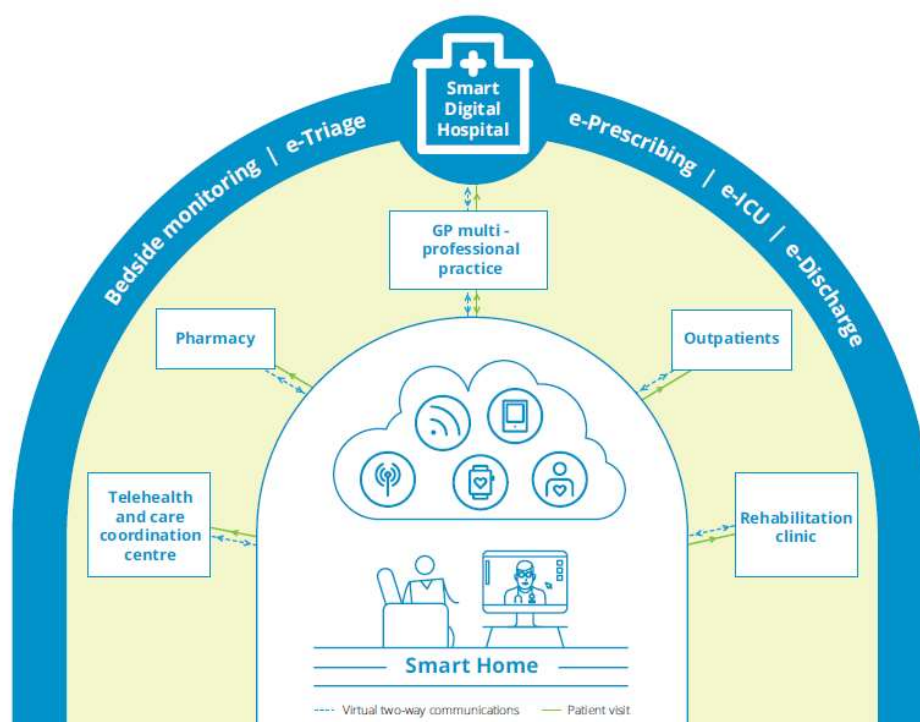 Smart
Digital
Hospital
Bedside monitoring | e-Triage
e-Prescribing | e-ICU | e-Discharge
GP multi -
professional
practice
Pharmacy
Outpatients
Telehealth
and care
coordination
centre
Rehabilitation
clinic
Smart Home
Virtual two-way communications
Patient visit